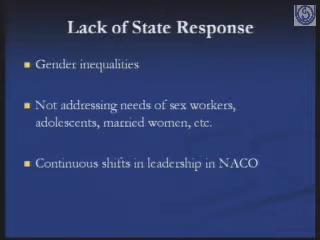 Lack of State Response
Gender inequalities
Not addressing needs of sex workers,
adolescents, married women, etc.
Continuous shifts in leadership in NACO